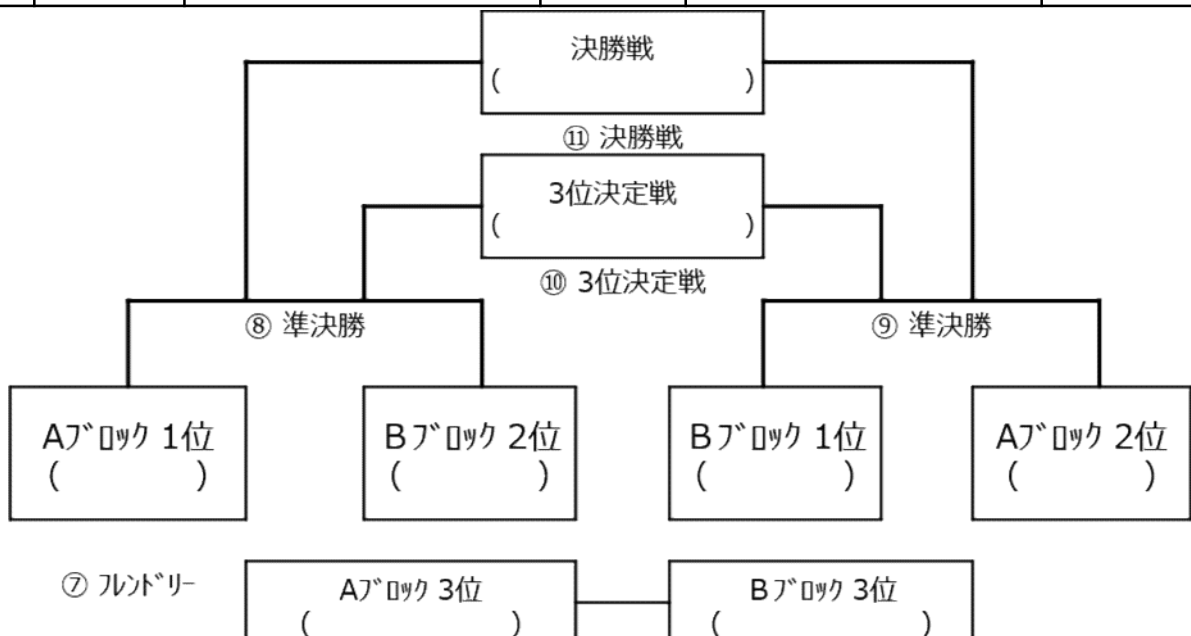 決勝戦
(　　　　　　　)
⑪ 決勝戦
3位決定戦
(　　　　　　　)
⑩ 3位決定戦
⑧ 準決勝
⑨ 準決勝
Aﾌﾞﾛｯｸ 1位
(　　　　)
Bﾌﾞﾛｯｸ 2位
(　　　　)
Bﾌﾞﾛｯｸ 1位
(　　　　)
Aﾌﾞﾛｯｸ 2位
(　　　　)
⑦ ﾌﾚﾝﾄﾞﾘｰ
Aﾌﾞﾛｯｸ 3位
(　　　　　　)
Bﾌﾞﾛｯｸ 3位
(　　　　　　)